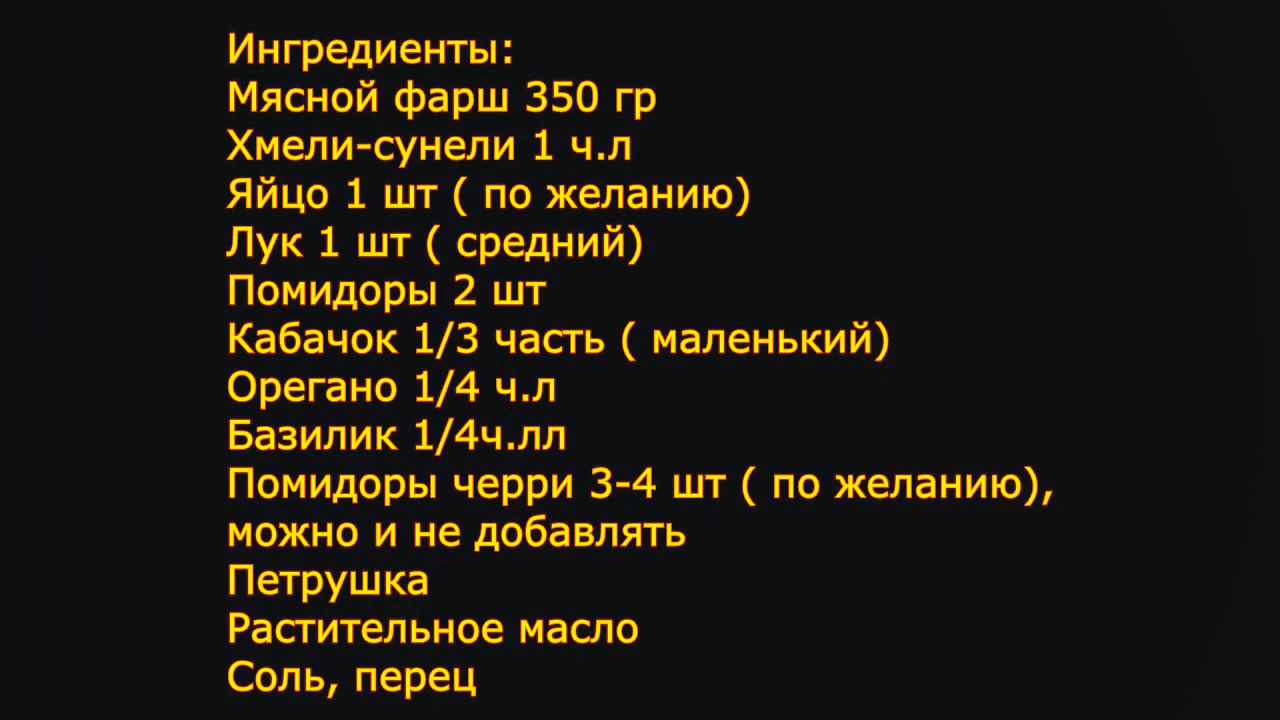 Ингредиенты:
Мясной фарш 350 гр
Хмели-сунели 1 ч.л
Яйцо 1 шт ( по желанию)
Лук 1 шт ( средний)
Помидоры 2 шт
Кабачок 1/3 часть ( маленький)
Орегано 1/4 ч.л
Базилик 1/4ч.лл
Помидоры черри 3-4 шт ( по желанию),
можно и не добавлять
Петрушка
Растительное масло
Соль, перец